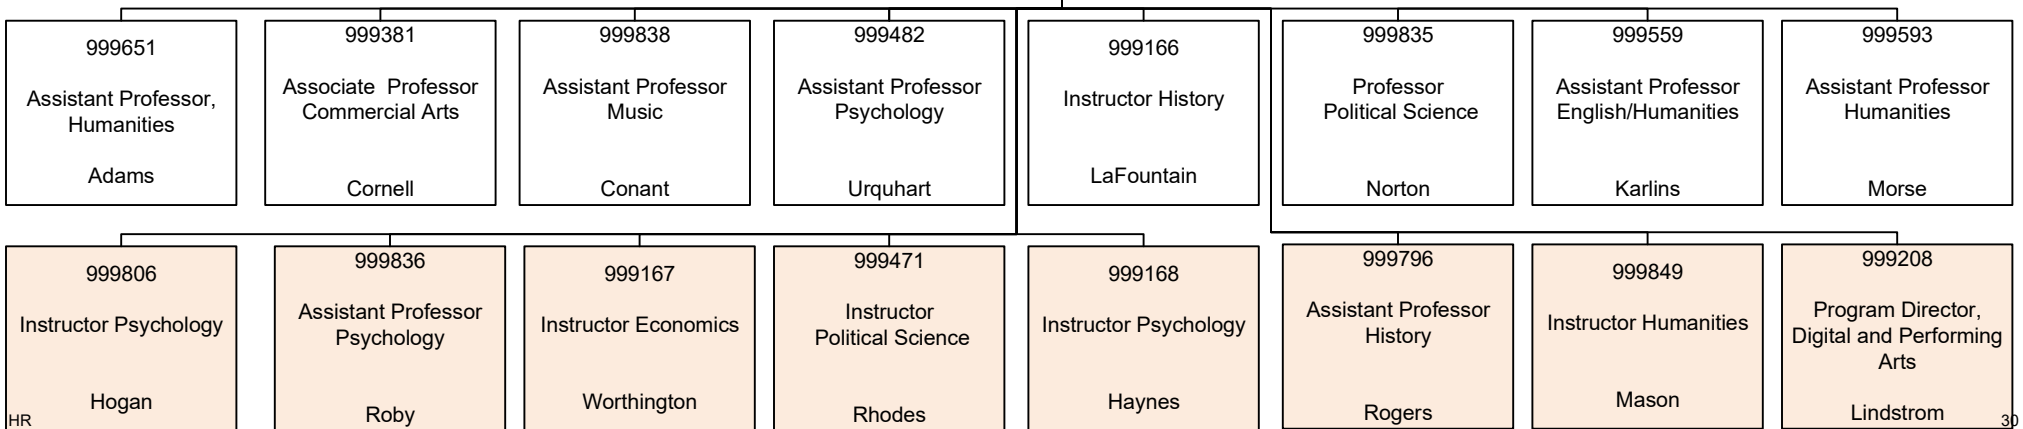 999651
Assistant Professor,
Humanities
Adams
999381
Associate  Professor
Commercial Arts
Cornell
999838
Assistant Professor
Music
Conant
999482
Assistant Professor
Psychology
Urquhart
999166
Instructor History
LaFountain
999835
Professor
Political Science
Norton
999559
Assistant Professor
English/Humanities
Karlins
999593
Assistant Professor
Humanities
Morse
999806
Instructor Psychology
Hogan
999836
Assistant Professor
Psychology
Roby
999167
Instructor Economics
Worthington
999471
Instructor
Political Science
Rhodes
999168
Instructor Psychology
Haynes
999796
Assistant Professor
History
Rogers
999849
Instructor Humanities
Mason
999208
Program Director,
Digital and Performing
Arts
Lindstrom
HR
30